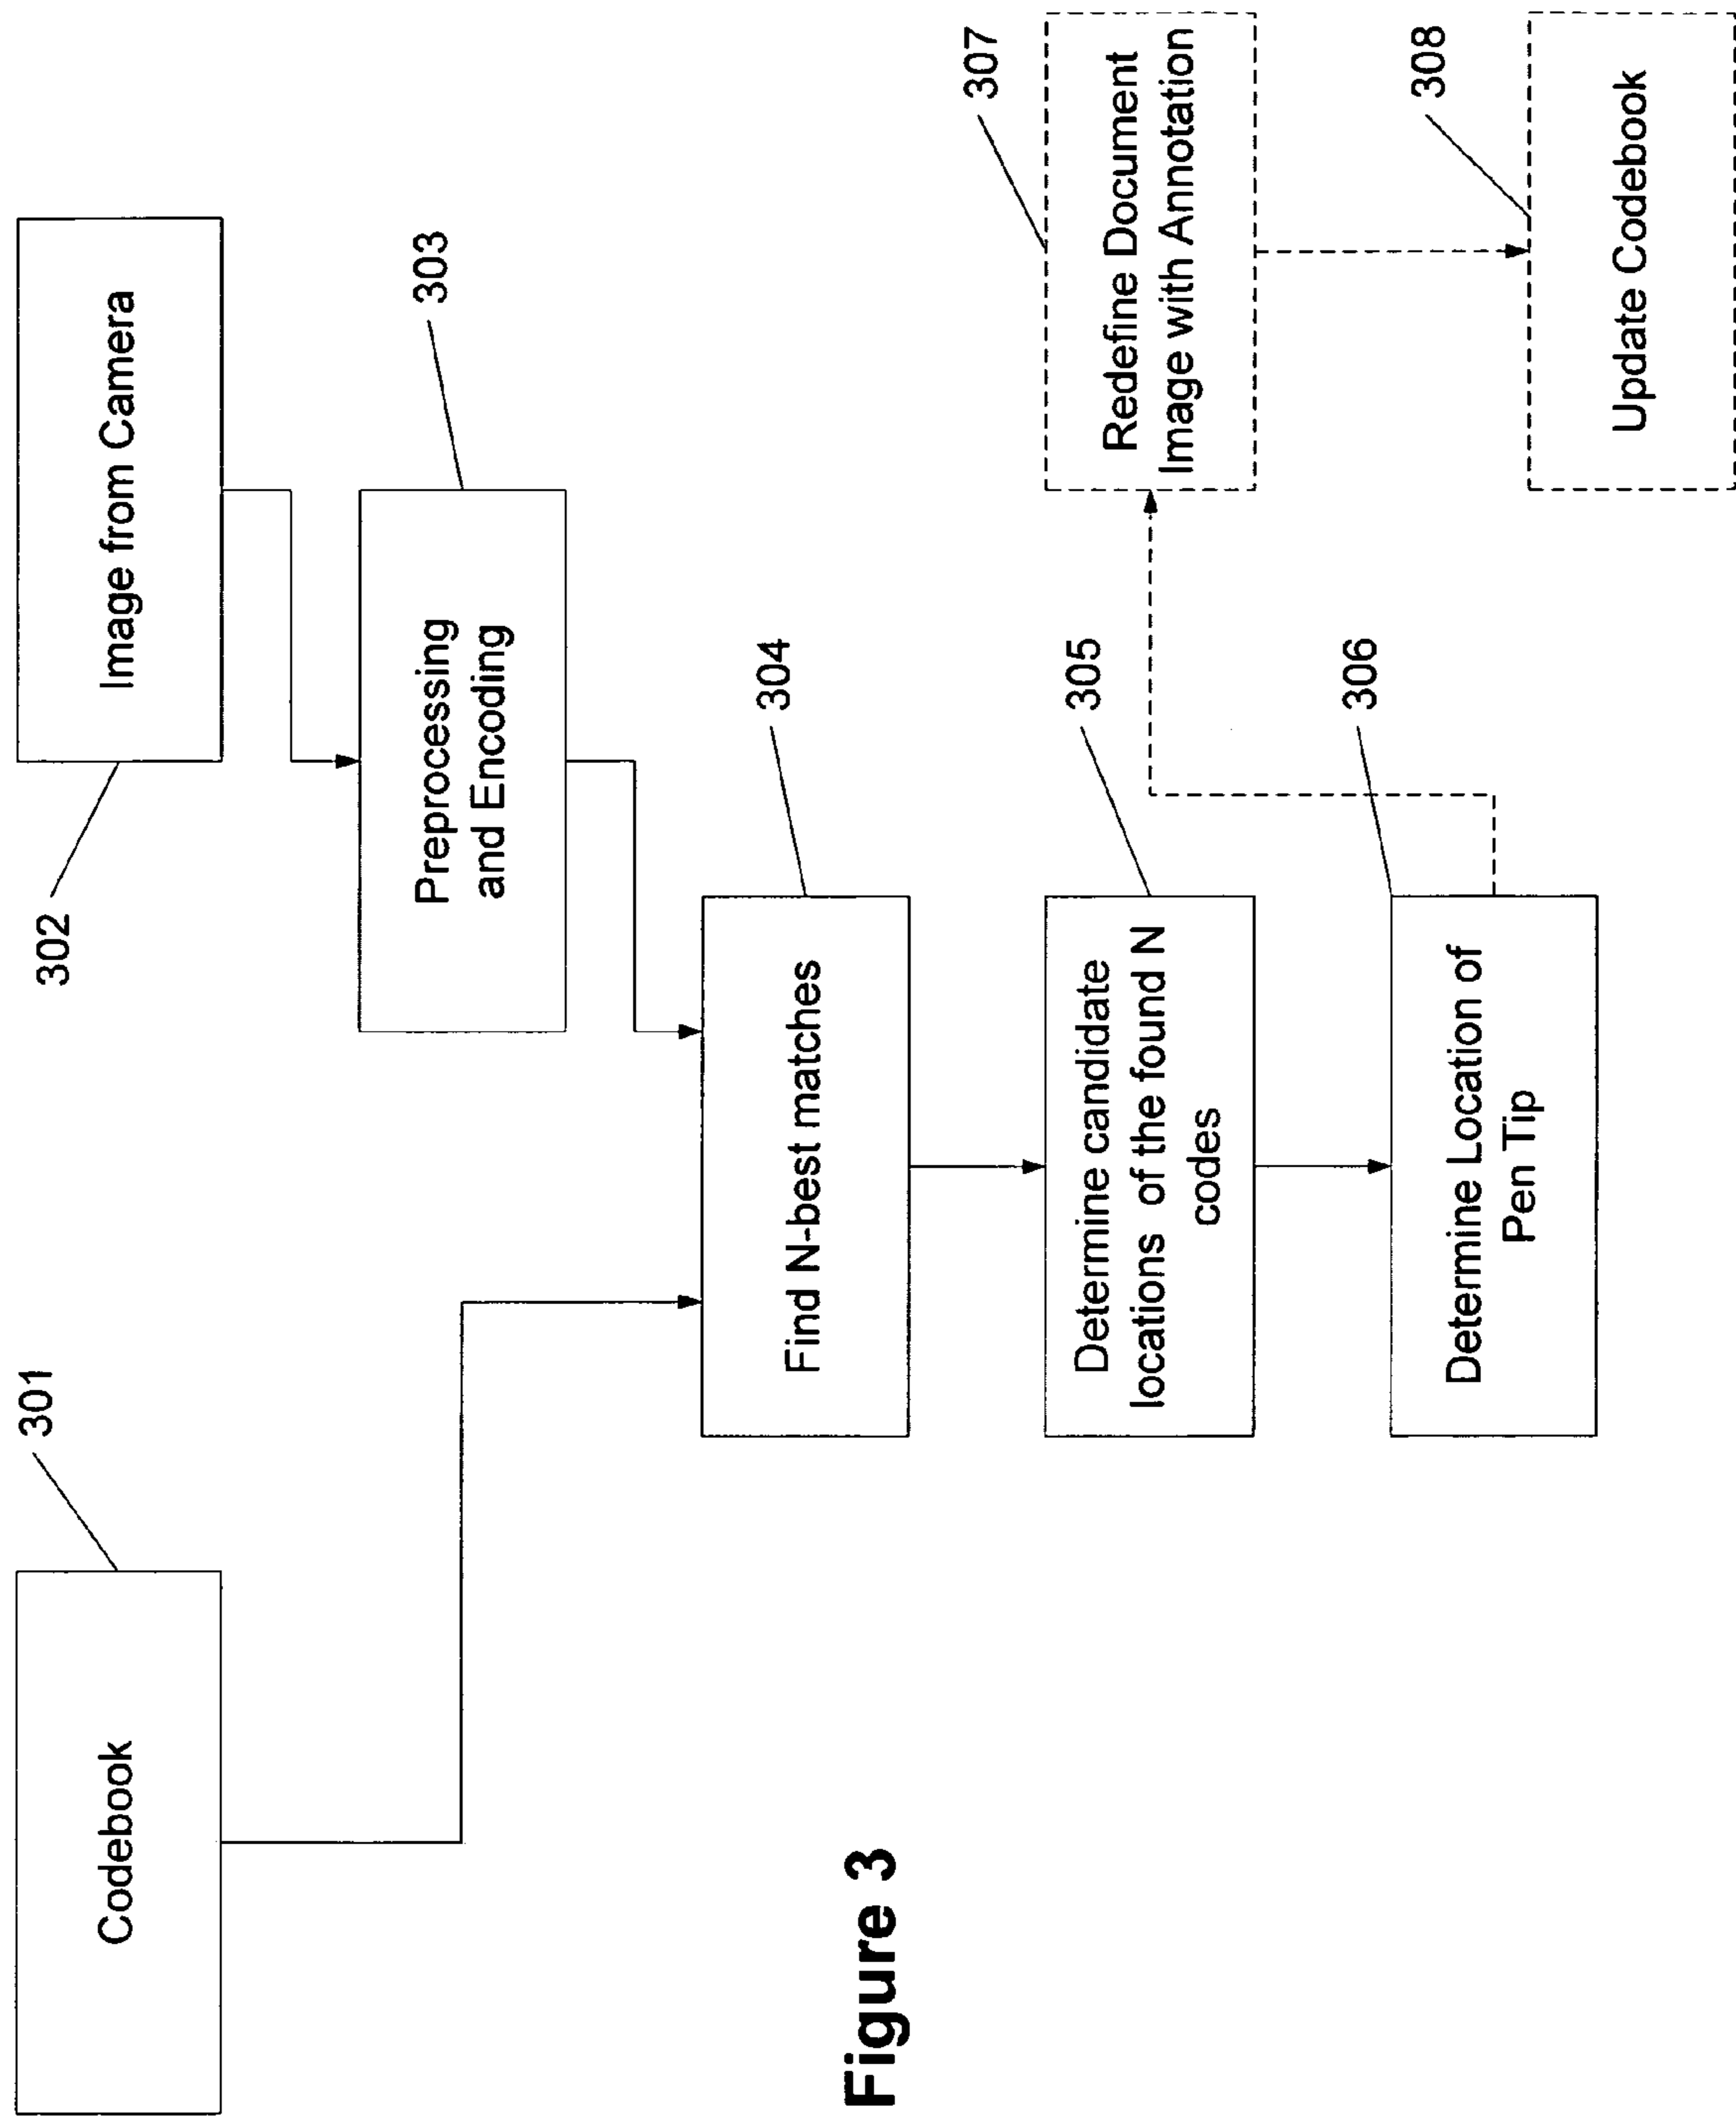 Codebook
301
Image from Camera
302
Preprocessing
and Encoding
303
Find N-best matches
304
Determine candidate
locations of the found N
codes
305
Determine Location of
Pen Tip
306
Redefine Document
Image with Annotation
307
Update Codebook
308
Figure 3